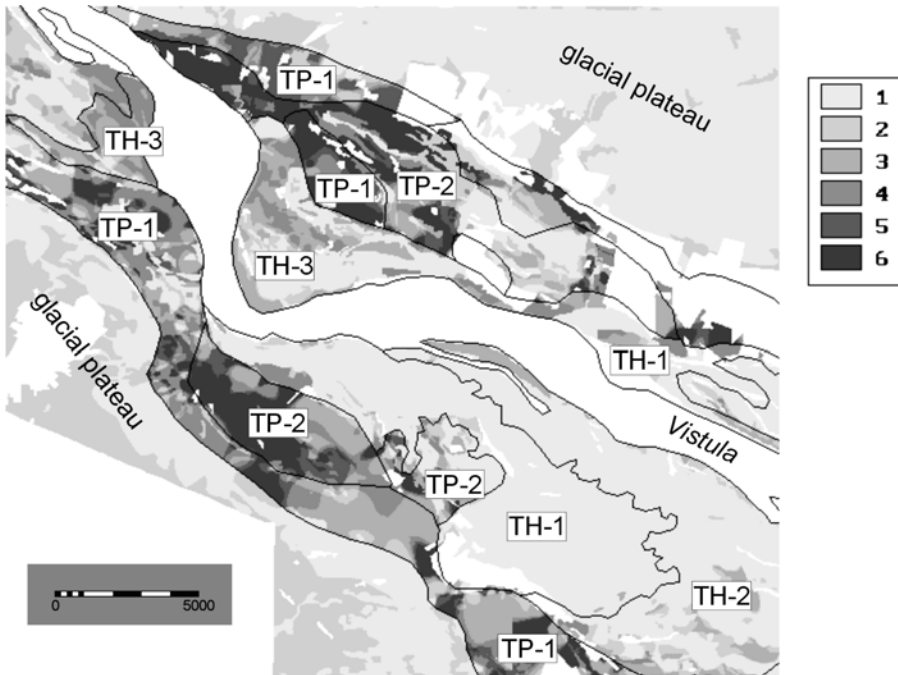 glacial plateau
1
2
3
4
5
6
TP-1
TH-3
TP-1
TP-2
TP-1
TH-3
glacial plateau
TH-1
TP-2
Vistula
TP-2
TH-1
TH-2
0 5000
TP-1